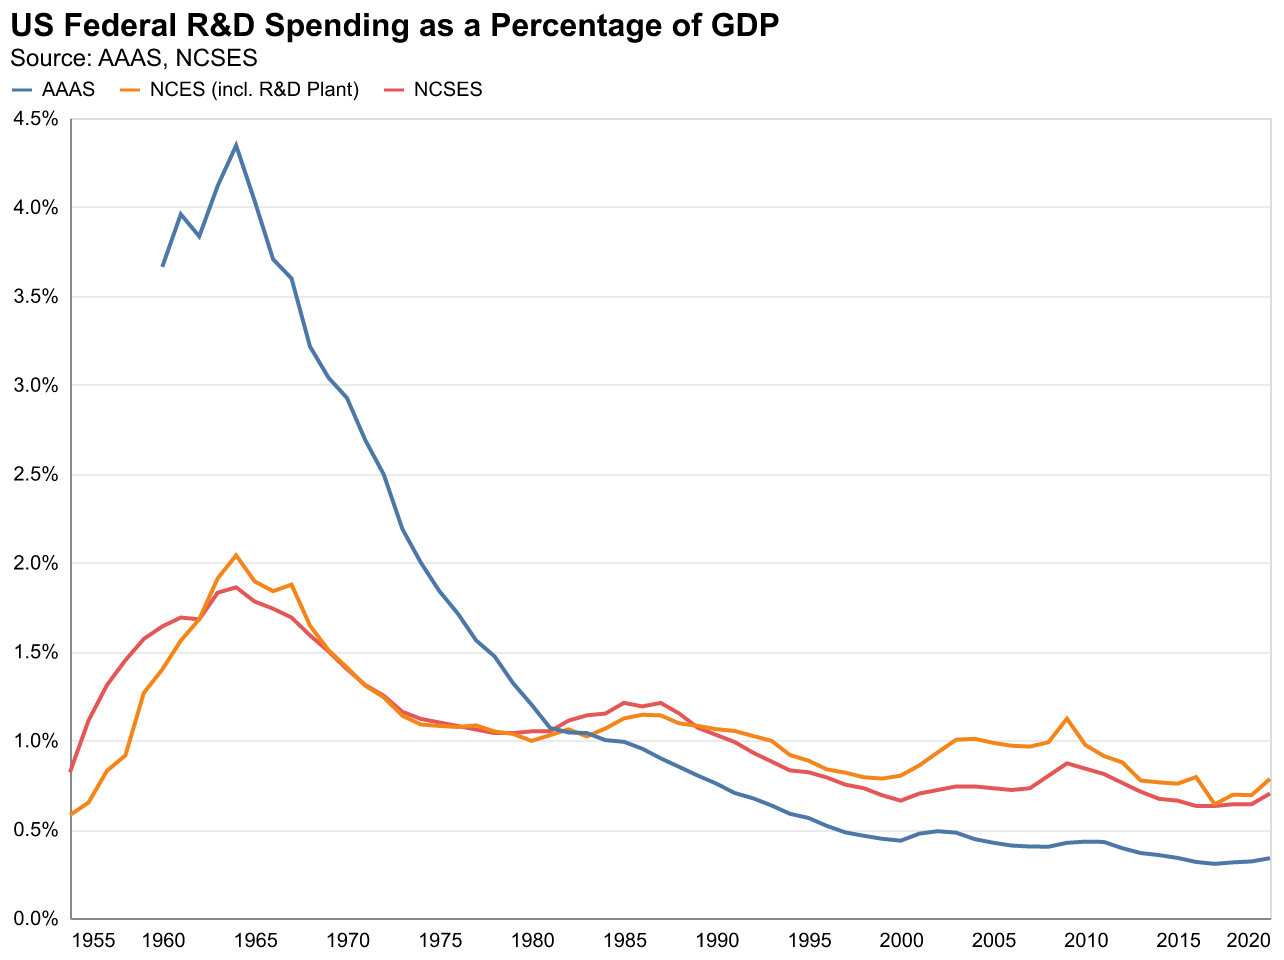 US Federal R&D Spending as a Percentage of GDP
Source: AAAS, NCSES
AAAS NCES (incl. R&D Plant) NCSES
4.5%
4.0%
3.5%
3.0%
2.5%
2.0%
1.5%
1.0%
0.5%
0.0%
1955 1960 1965 1970 1975 1980 1985 1990 1995 2000 2005 2010 2015 2020